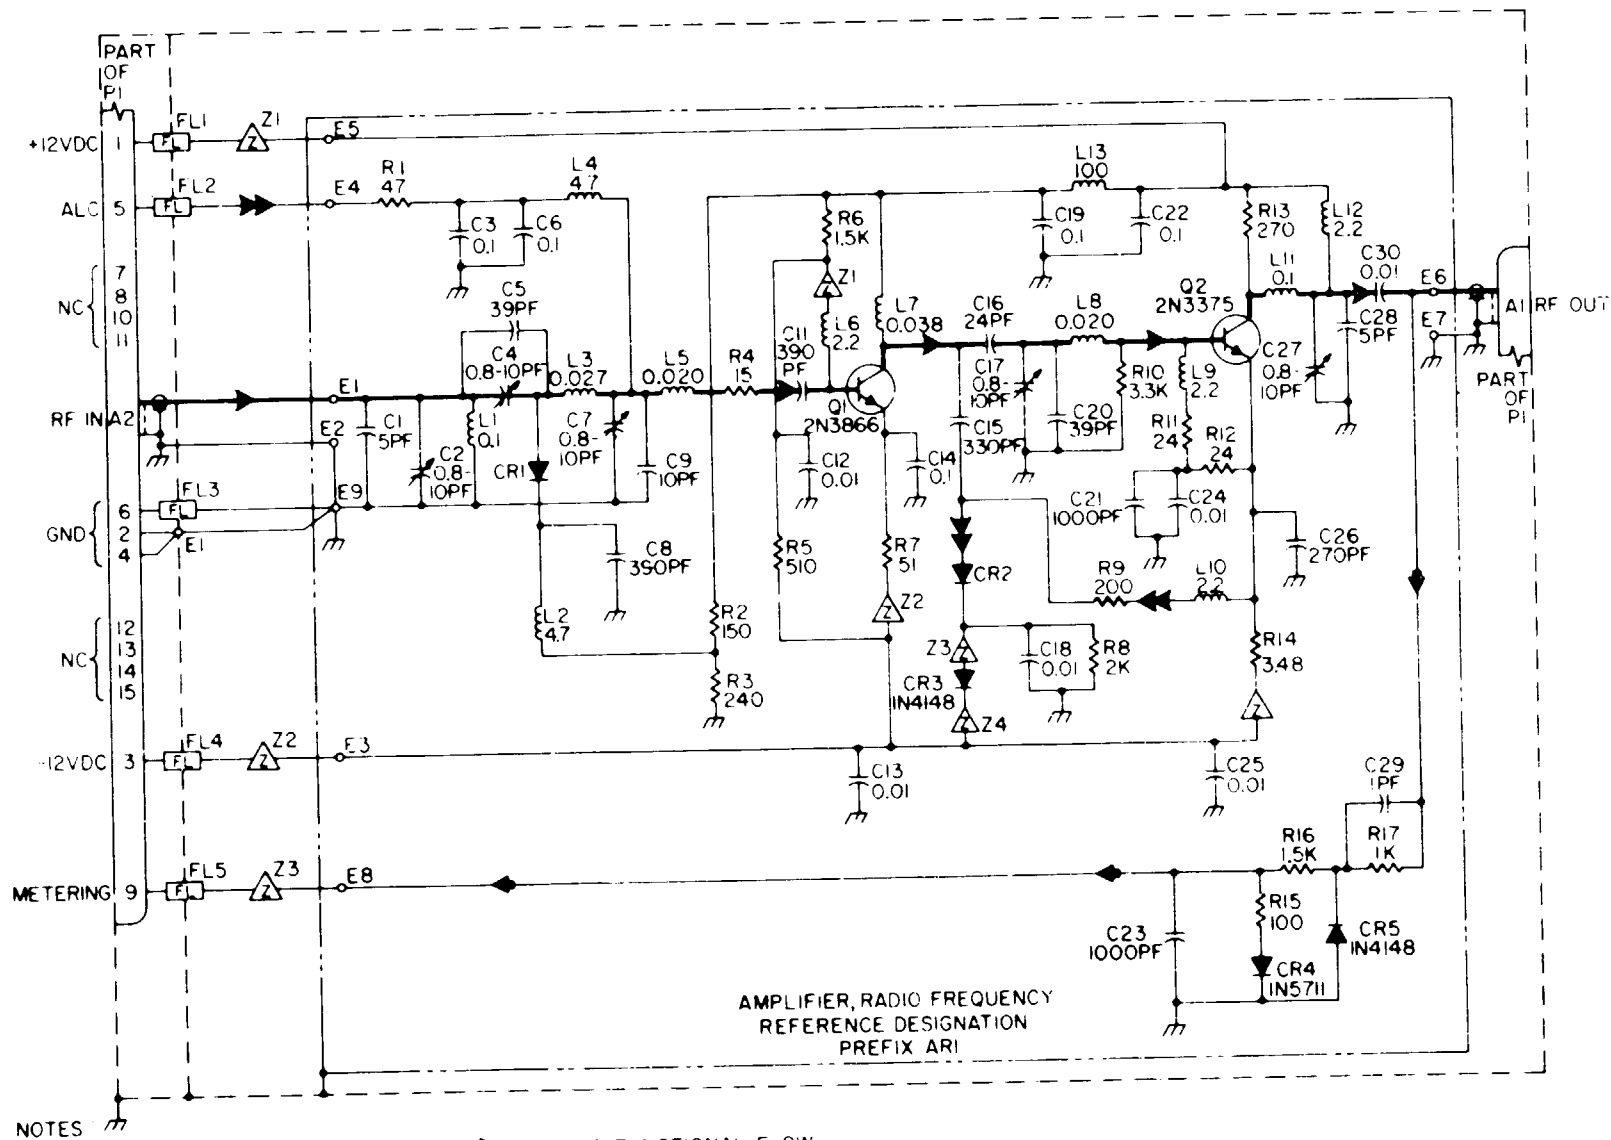 PART
OF
P1
+12VDC 1
FL1
FL
Z1
Z
E5
ALC 5
FL2
FL
E4
R1
47
L4
4.7
C3
0.1
C6
0.1
NC
7
8
10
11
C5
39PF
C4
0.8-10PF
L3
0.027
L5
0.020
R4
15
RF IN A2
E1
E2
C1
5PF
C2
0.8-
10PF
L1
0.1
CR1
C7
0.8-
10PF
C9
10PF
GND
6
2
4
FL3
FL
E1
E9
C8
390PF
L2
4.7
R2
150
R3
240
NC
12
13
14
15
R6
1.5K
Z1
Z
L6
2.2
C11
390
PF
L7
0.038
Q1
2N3866
C12
0.01
C14
0.1
R5
510
R7
51
Z2
Z
C16
24PF
C17
0.8-
10PF
C15
330PF
L8
0.020
C20
39PF
R10
3.3K
C19
0.1
L13
100
C22
0.1
Q2
2N3375
R13
270
L12
2.2
L11
0.1
C30
0.01
E6
E7
A1 RF OUT
PART
OF
P1
C28
5PF
C27
0.8-
10PF
L9
2.2
R11
24
R12
24
C21
1000PF
C24
0.01
C26
270PF
CR2
R9
200
L10
2.2
Z3
Z
CR3
1N4148
Z4
Z
C18
0.01
R8
2K
R14
3.48
Z
-12VDC 3
FL4
FL
Z2
Z
E3
C13
0.01
C25
0.01
C29
1PF
R16
1.5K
R17
1K
METERING 9
FL5
FL
Z3
Z
E8
C23
1000PF
R15
100
CR4
1N5711
CR5
1N4148
AMPLIFIER, RADIO FREQUENCY
REFERENCE DESIGNATION
PREFIX AR1
NOTES